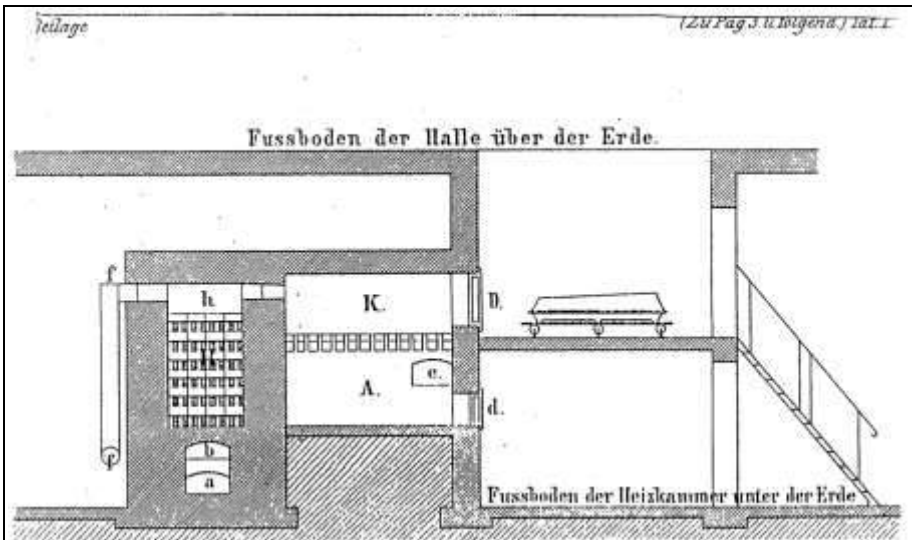 Beilage
(Zu Pag. 3 u. folgend.) Taf. I.
Fussboden der Halle über der Erde.
f
h
K.
D.
R
e.
A.
d.
b
f
a
Fussboden der Heizkammer unter der Erde